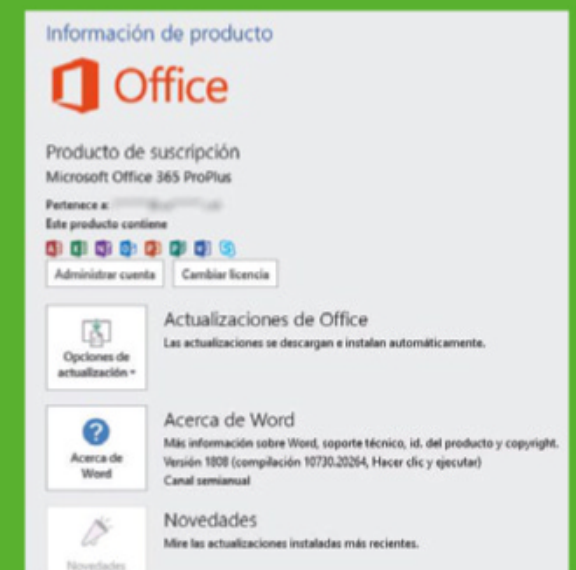 Información de producto
Office
Producto de suscripción
Microsoft Office 365 ProPlus
Pertenece a:
Este producto contiene
Administrar cuenta Cambiar licencia
Opciones de
actualización
Actualizaciones de Office
Las actualizaciones se descargan e instalan automáticamente.
Acerca de
Word
Acerca de Word
Más información sobre Word, soporte técnico, id. del producto y copyright.
Versión 1808 (compilación 10730.20264, Hacer clic y ejecutar)
Canal semianual
Novedades
Novedades
Mire las actualizaciones instaladas más recientes.